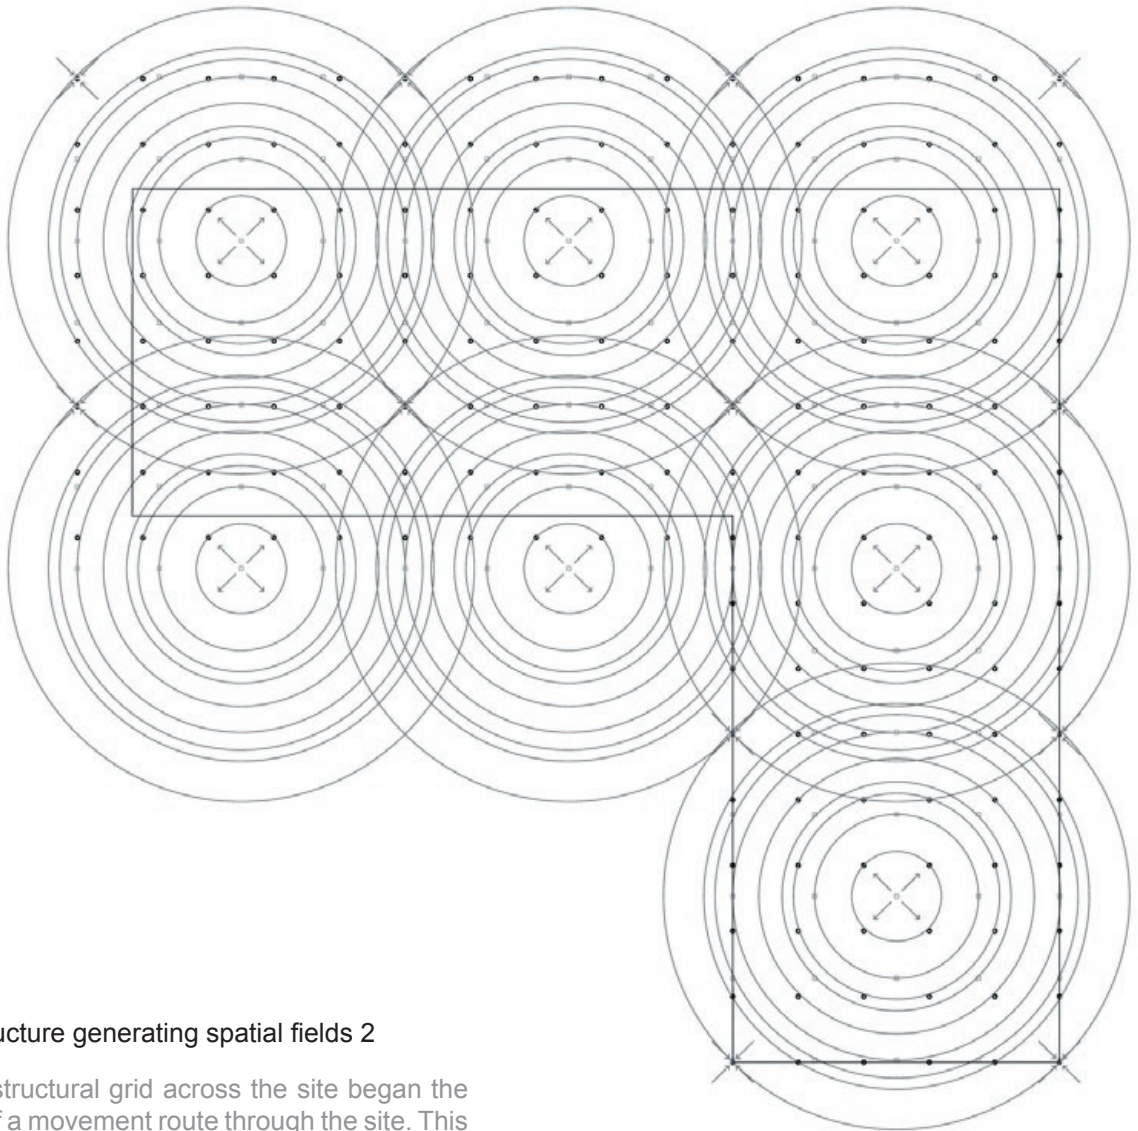 ucture generating spatial fields 2
structural grid across the site began the
f a movement route through the site. This